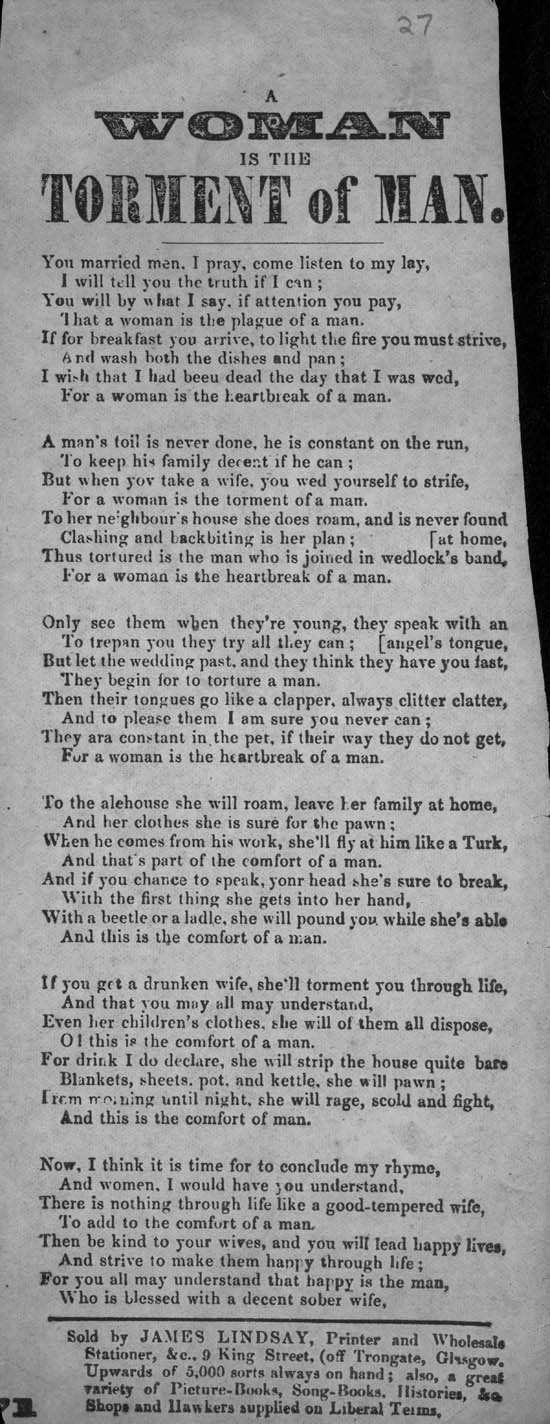 27
A
WOMAN
IS THE
TORMENT of MAN.
You married men, I pray, come listen to my lay,
I will tell you the truth if I can ;
You will by what I say, if attention you pay,
That a woman is the plague of a man.
If for breakfast you arrive, to light the fire you must strive,
And wash both the dishes and pan ;
I wish that I had beeu dead the day that I was wed,
For a woman is the heartbreak of a man.
A man's toil is never done, he is constant on the run,
To keep his family decent if he can ;
But when yov take a wife, you wed yourself to strife,
For a woman is the torment of a man.
To her neighbour's house she does roam, and is never found
Clashing and backbiting is her plan ; [at home,
Thus tortured is the man who is joined in wedlock's band,
For a woman is the heartbreak of a man.
Only see them when they're young, they speak with an
To trepan you they try all they can ; [angel's tongue,
But let the wedding past, and they think they have you fast,
They begin for to torture a man.
Then their tongues go like a clapper, always clitter clatter,
And to please them I am sure you never can ;
They ara constant in the pet, if their way they do not get,
For a woman is the heartbreak of a man.
To the alehouse she will roam, leave her family at home,
And her clothes she is sure for the pawn ;
When he comes from his work, she'll fly at him like a Turk,
And that's part of the comfort of a man.
And if you chance to speak, yonr head she's sure to break,
With the first thing she gets into her hand,
With a beetle or a ladle, she will pound you while she's able
And this is the comfort of a man.
If you get a drunken wife, she'll torment you through life,
And that you may all may understand,
Even her children's clothes, she will of them all dispose,
O! this is the comfort of a man.
For drink I do declare, she will strip the house quite bare
Blankets, sheets, pot, and kettle, she will pawn ;
From morning until night, she will rage, scold and fight,
And this is the comfort of man.
Now, I think it is time for to conclude my rhyme,
And women, I would have you understand,
There is nothing through life like a good-tempered wife,
To add to the comfort of a man.
Then be kind to your wives, and you will lead happy lives,
And strive to make them happy through life ;
For you all may understand that happy is the man,
Who is blessed with a decent sober wife,
Sold by JAMES LINDSAY, Printer and Wholesale
Stationer, &c., 9 King Street, (off Trongate, Glasgow.
Upwards of 5,000 sorts always on hand ; also, a great
variety of Picture-Books, Song-Books, Histories, &c
Shops and Hawkers supplied on Liberal Terms,
71